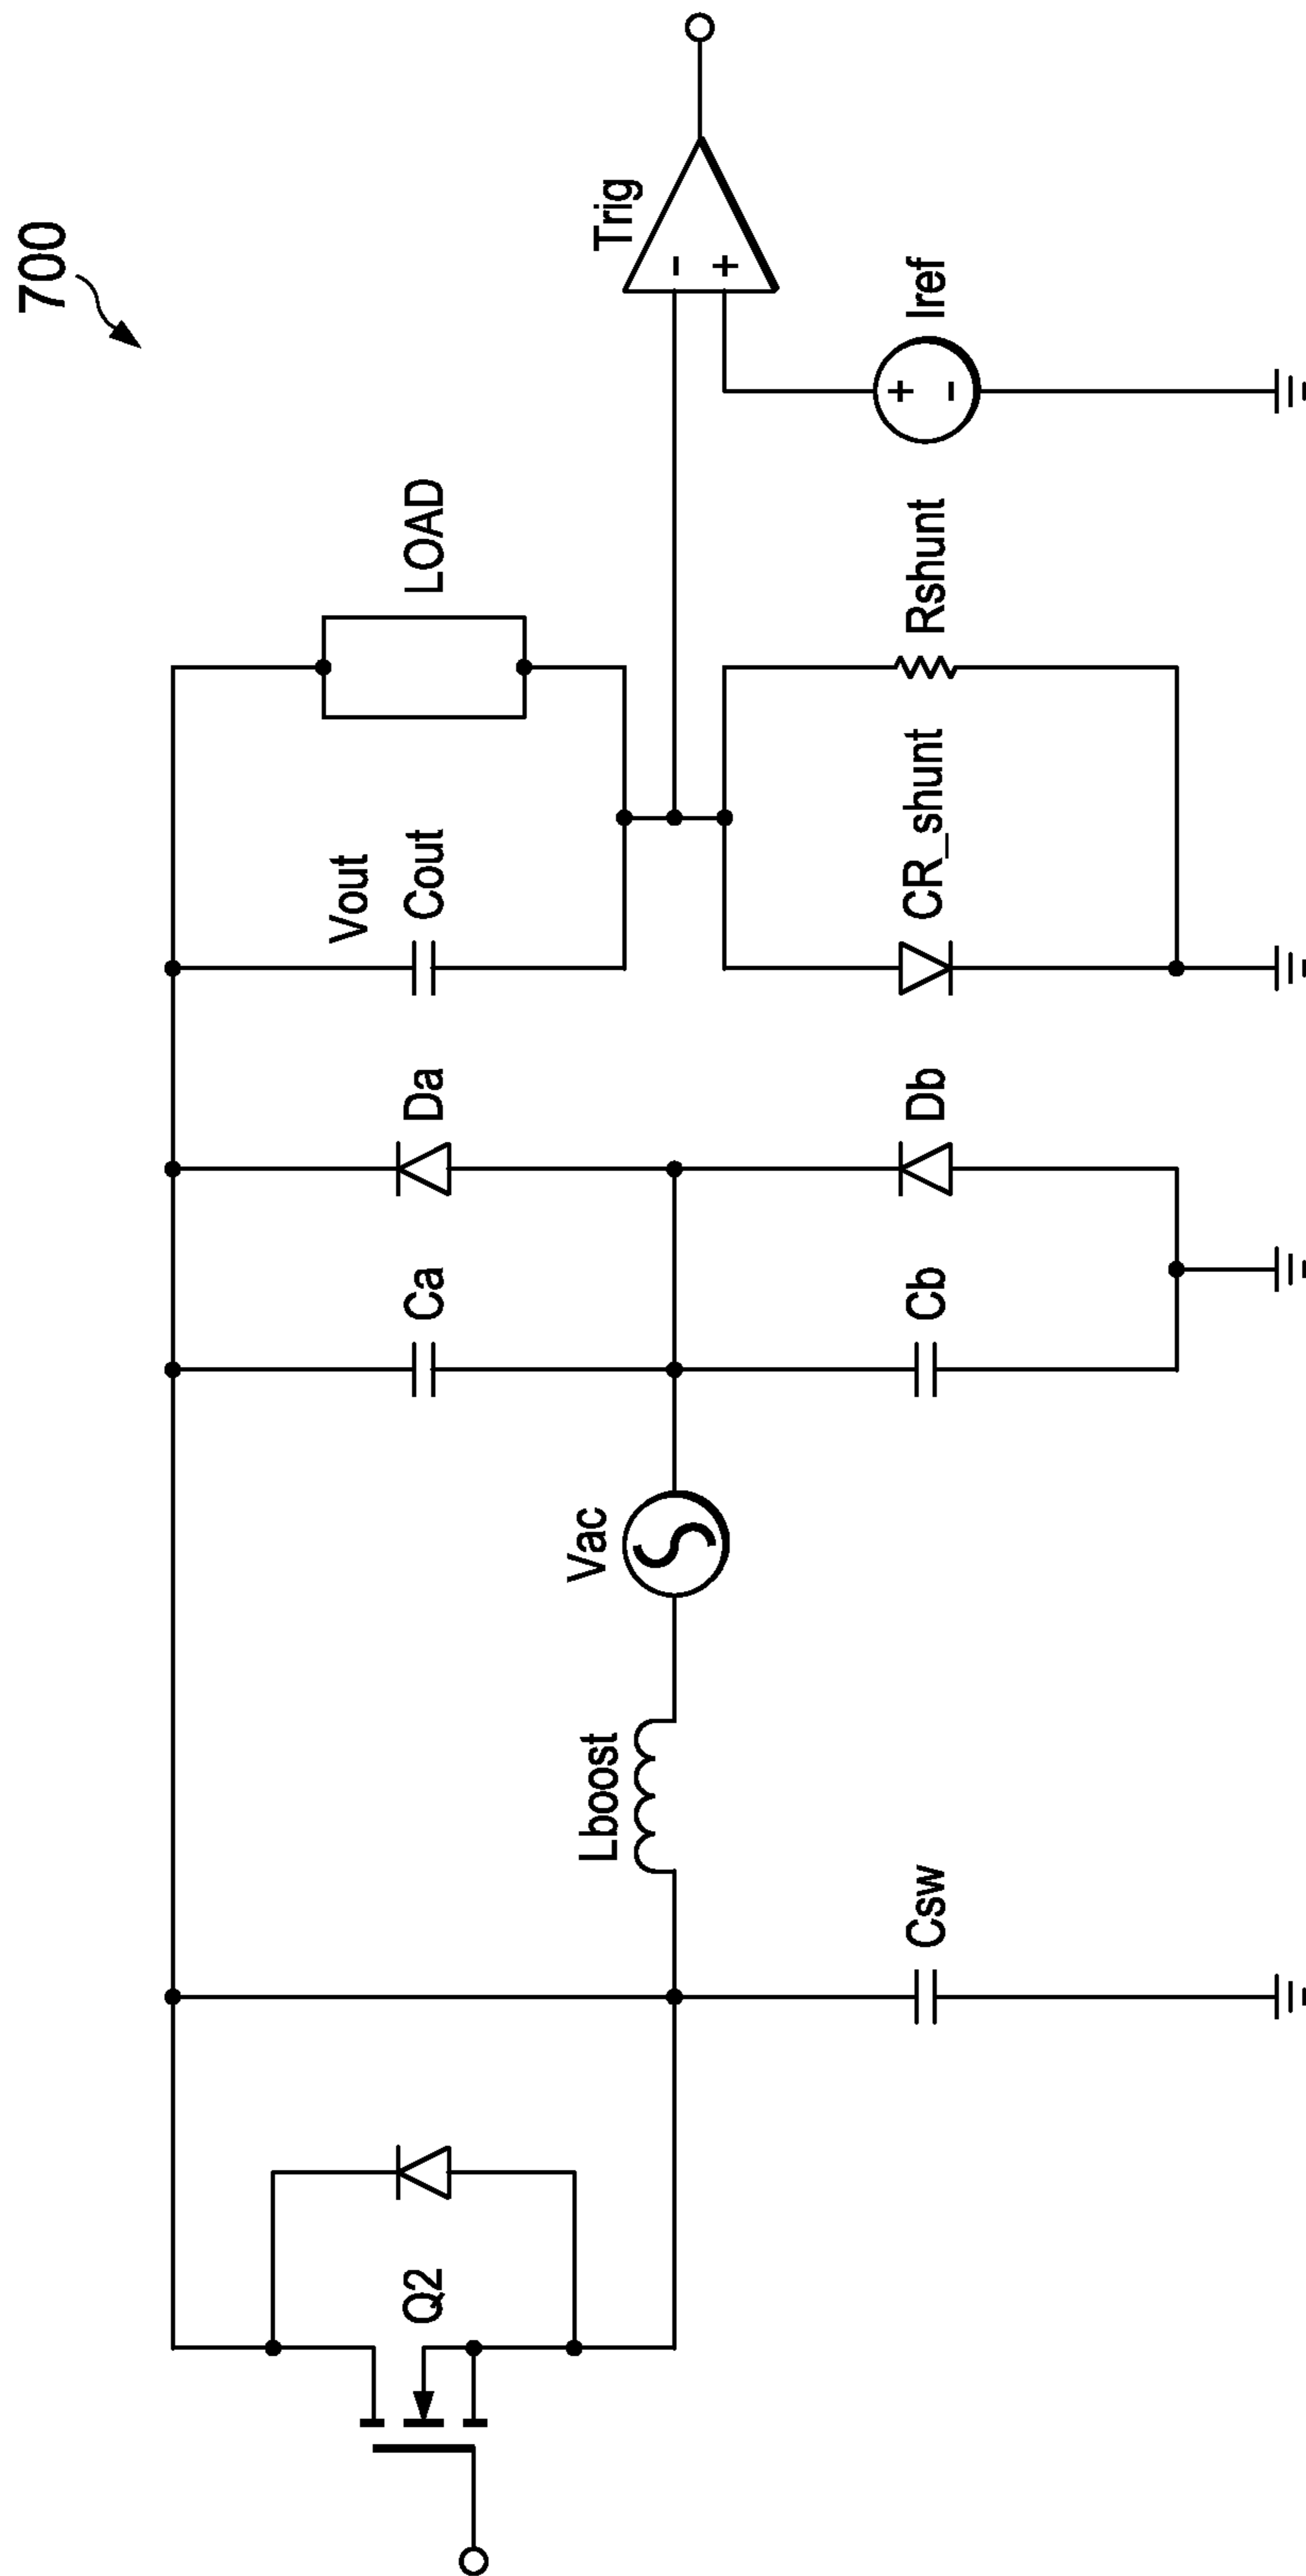 700
Trig
-
+
Iref
+
-
LOAD
Rshunt
Vout
Cout
CR_shunt
Da
Db
Ca
Cb
Vac
Lboost
Csw
Q2